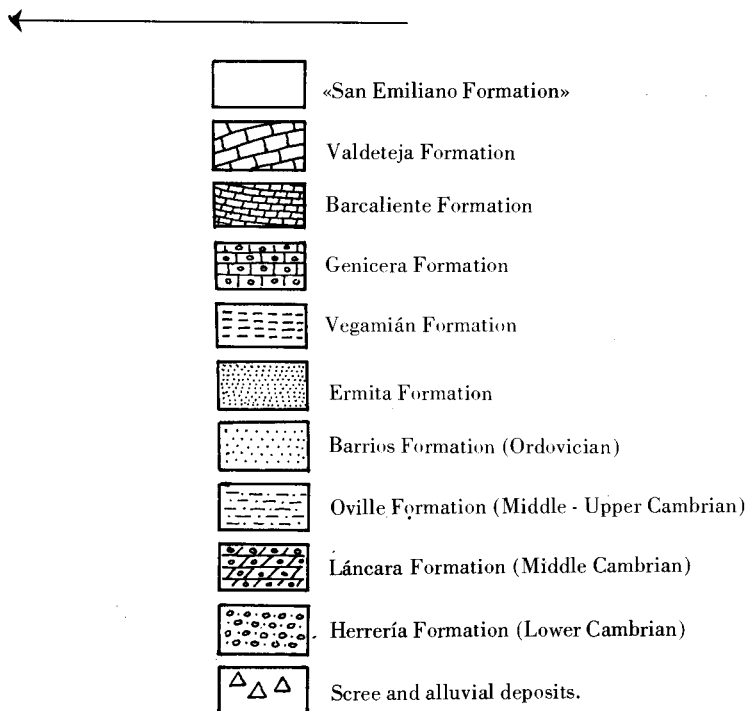 «San Emiliano Formation»
Valdeteja Formation
Barcaliente Formation
Genicera Formation
Vegamián Formation
Ermita Formation
Barrios Formation (Ordovician)
Oville Formation (Middle - Upper Cambrian)
Láncara Formation (Middle Cambrian)
Herrería Formation (Lower Cambrian)
Scree and alluvial deposits.